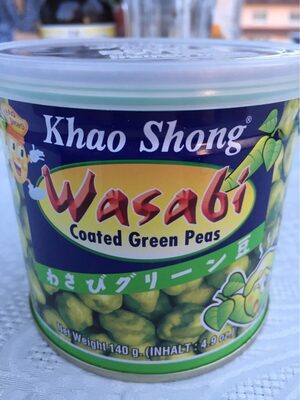 Khao Shong®
Wasabi
Coated Green Peas
わさびグリーン豆
Net Weight 140 g. (INHALT : 4.9 oz.)